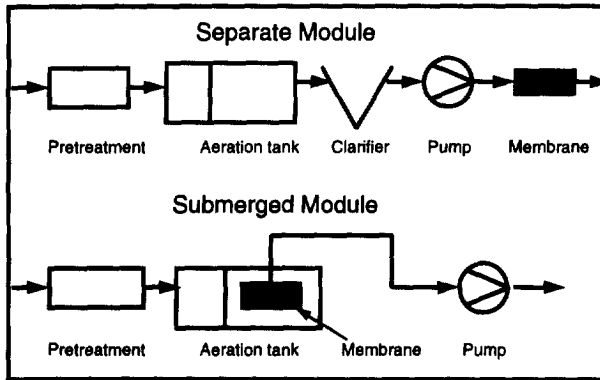 Separate Module
Pretreatment Aeration tank Clarifier Pump Membrane
Submerged Module
Pretreatment Aeration tank Membrane Pump